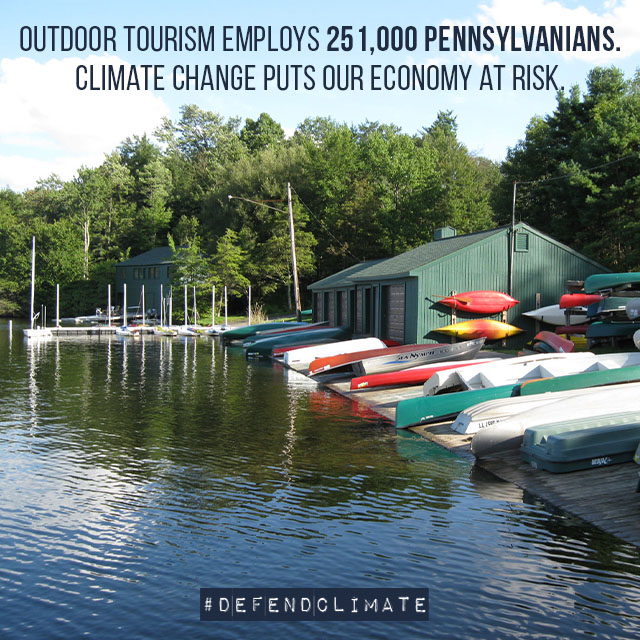 OUTDOOR TOURISM EMPLOYS 251,000 PENNSYLVANIANS.
CLIMATE CHANGE PUTS OUR ECONOMY AT RISK.
#DEFENDCLIMATE